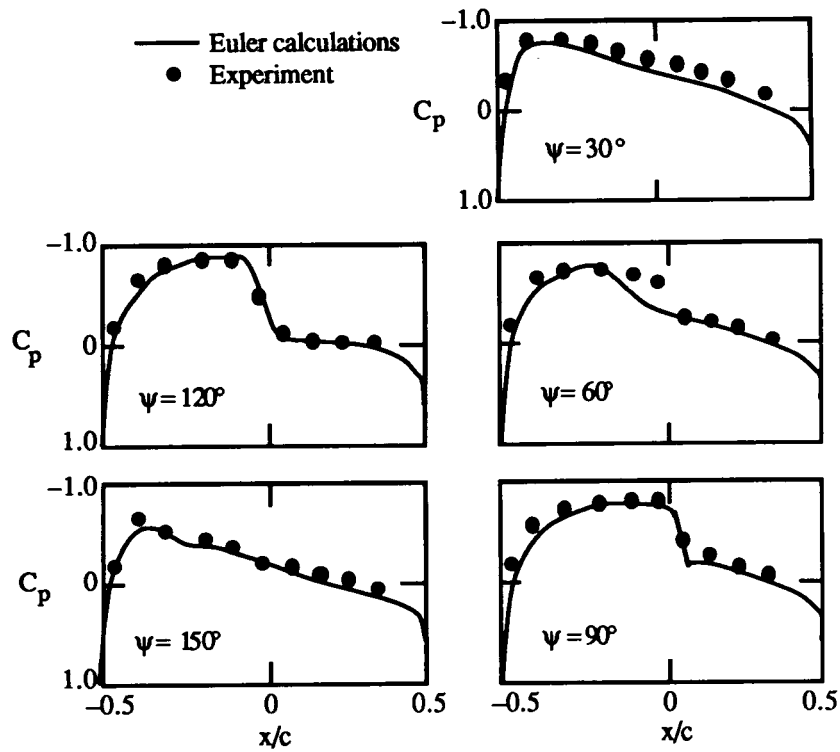 Euler calculations
Experiment
-1.0
C_p 0
1.0
ψ = 30°
-1.0
C_p 0
1.0
ψ = 120°
ψ = 60°
-1.0
C_p 0
1.0
ψ = 150°
ψ = 90°
-0.5 0 0.5
x/c
-0.5 0 0.5
x/c